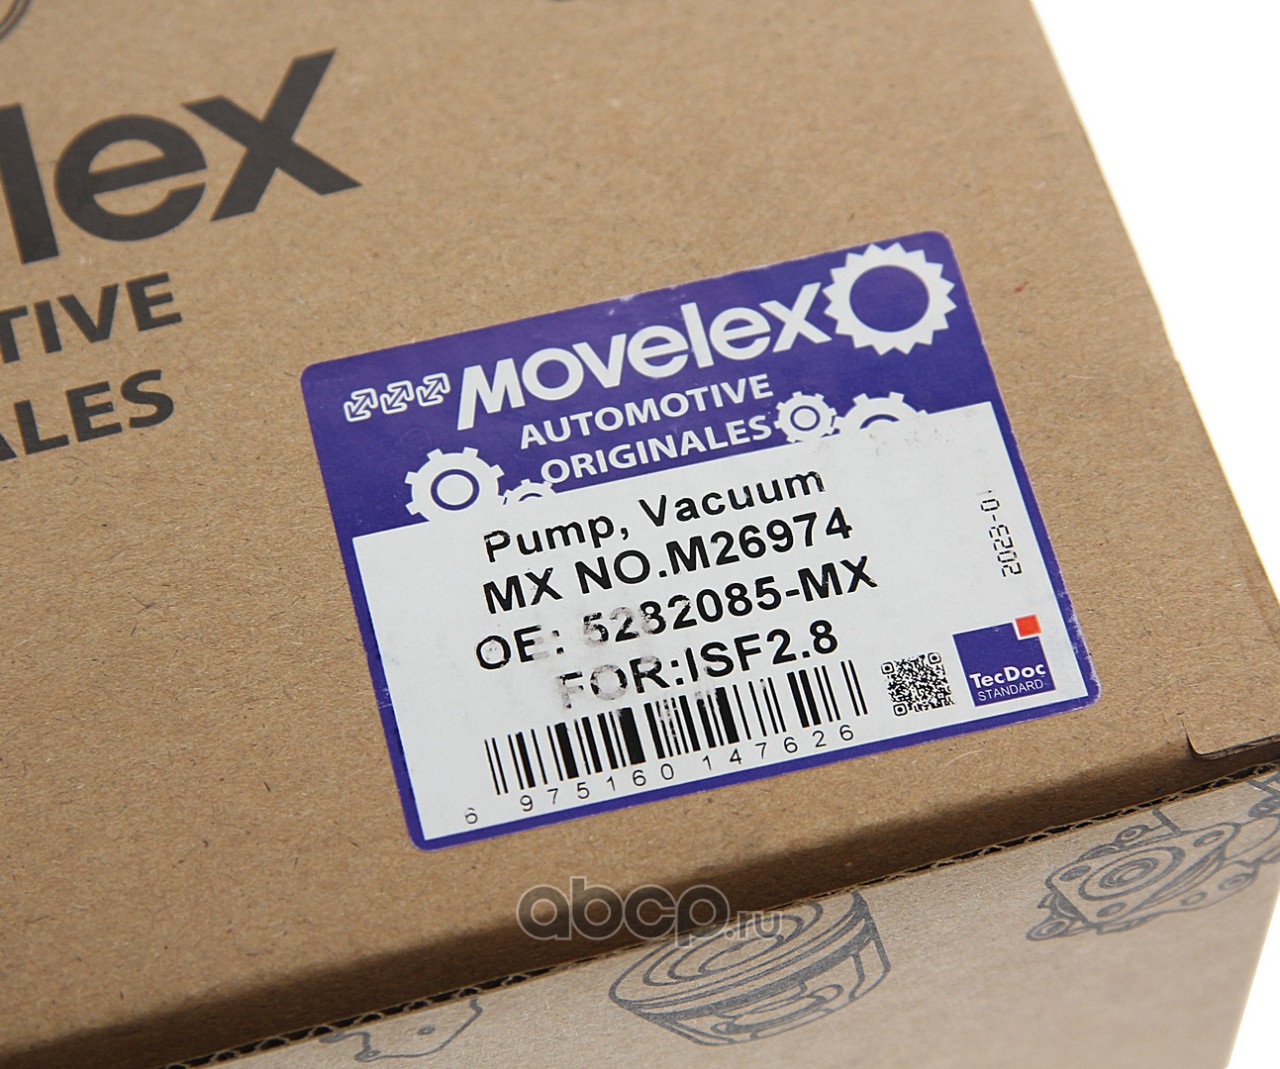 lex
TIVE
ALES
Movelex
AUTOMOTIVE
ORIGINALES
Pump, Vacuum
MX NO.M26974
OE: 5282085-MX
FOR:ISF2.8
2023-01
TecDoc
STANDARD
6 975160 147626
abcp.ru